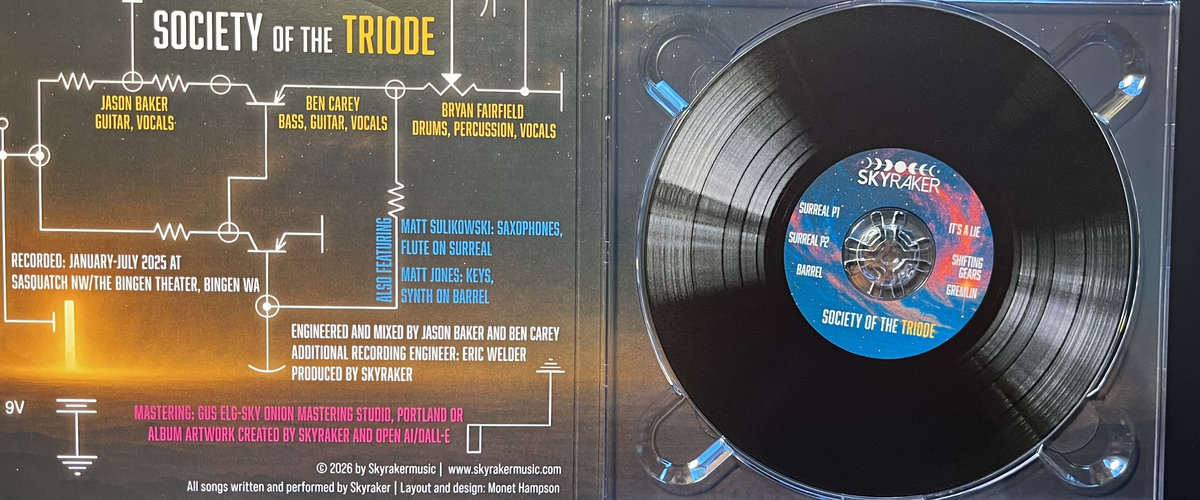 SOCIETY OF THE TRIODE
JASON BAKER
GUITAR, VOCALS
BEN CAREY
BASS, GUITAR, VOCALS
BRYAN FAIRFIELD
DRUMS, PERCUSSION, VOCALS
RECORDED: JANUARY-JULY 2025 AT
SASQUATCH NW/THE BINGEN THEATER, BINGEN WA
ALSO FEATURING
MATT SULIKOWSKI: SAXOPHONES,
FLUTE ON SURREAL
MATT JONES: KEYS,
SYNTH ON BARREL
ENGINEERED AND MIXED BY JASON BAKER AND BEN CAREY
ADDITIONAL RECORDING ENGINEER: ERIC WELDER
PRODUCED BY SKYRAKER
9V
MASTERING: GUS ELG-SKY ONION MASTERING STUDIO, PORTLAND OR
ALBUM ARTWORK CREATED BY SKYRAKER AND OPEN AI/DALL-E
© 2026 by Skyrakermusic | www.skyrakermusic.com
All songs written and performed by Skyraker | Layout and design: Monet Hampson
SKYRAKER
SURREAL P1
SURREAL P2
BARREL
IT'S A LIE
SHIFTING
GEARS
GREMLIN
SOCIETY OF THE TRIODE